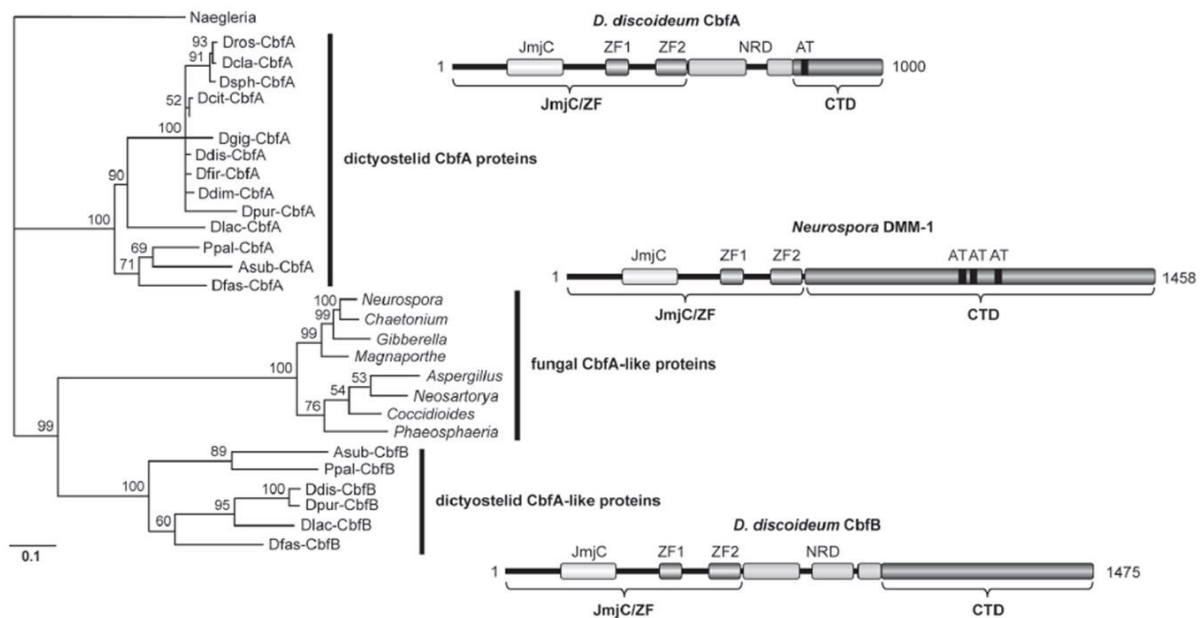 Naegleria
93
Dros-CbfA
91
Dcla-CbfA
Dsph-CbfA
52
Dcit-CbfA
100
Dgig-CbfA
Ddis-CbfA
dictyostelid CbfA proteins
Dfir-CbfA
90
Ddim-CbfA
Dpur-CbfA
100
Dlac-CbfA
69
Ppal-CbfA
71
Asub-CbfA
Dfas-CbfA
100
Neurospora
99
Chaetonium
99
Gibberella
Magnaporthe
fungal CbfA-like proteins
100
53
Aspergillus
54
Neosartorya
76
Coccidioides
Phaeosphaeria
99
89
Asub-CbfB
Ppal-CbfB
100
100
Ddis-CbfB
95
Dpur-CbfB
dictyostelid CbfA-like proteins
60
Dlac-CbfB
Dfas-CbfB
0.1
D. discoideum CbfA
JmjC ZF1 ZF2 NRD AT
1 1000
JmjC/ZF CTD
Neurospora DMM-1
JmjC ZF1 ZF2 AT AT AT
1 1458
JmjC/ZF CTD
D. discoideum CbfB
JmjC ZF1 ZF2 NRD
1 1475
JmjC/ZF CTD